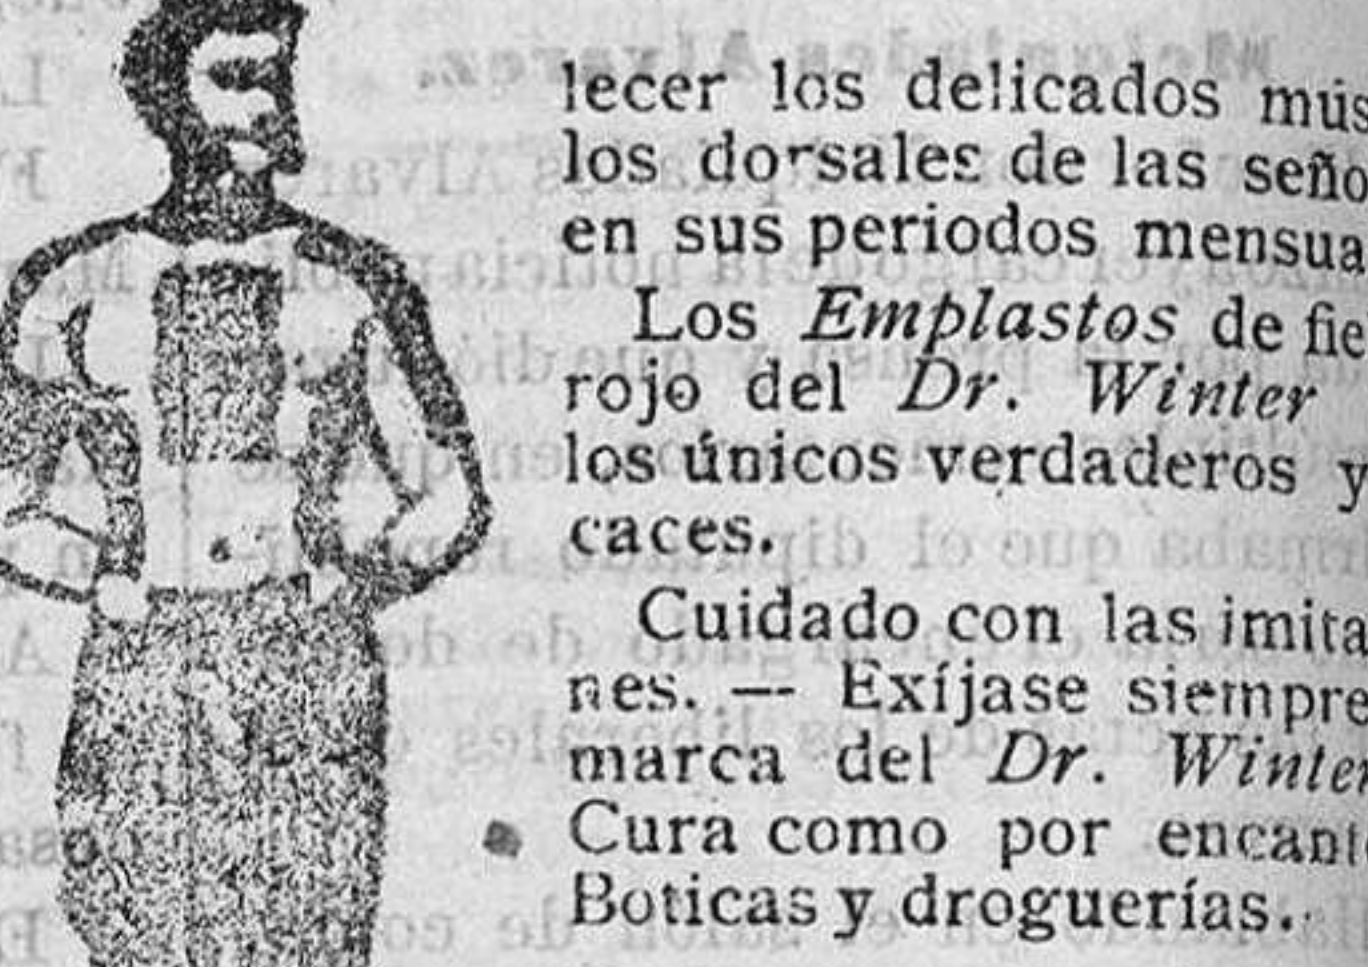 lecer los delicados mús
los dorsales de las seño
en sus periodos mensua
Los Emplastos de fie
rojo del Dr. Winter
los únicos verdaderos y
caces.
Cuidado con las imita
nes. — Exíjase siempre
marca del Dr. Winter
Cura como por encant
Boticas y droguerías.